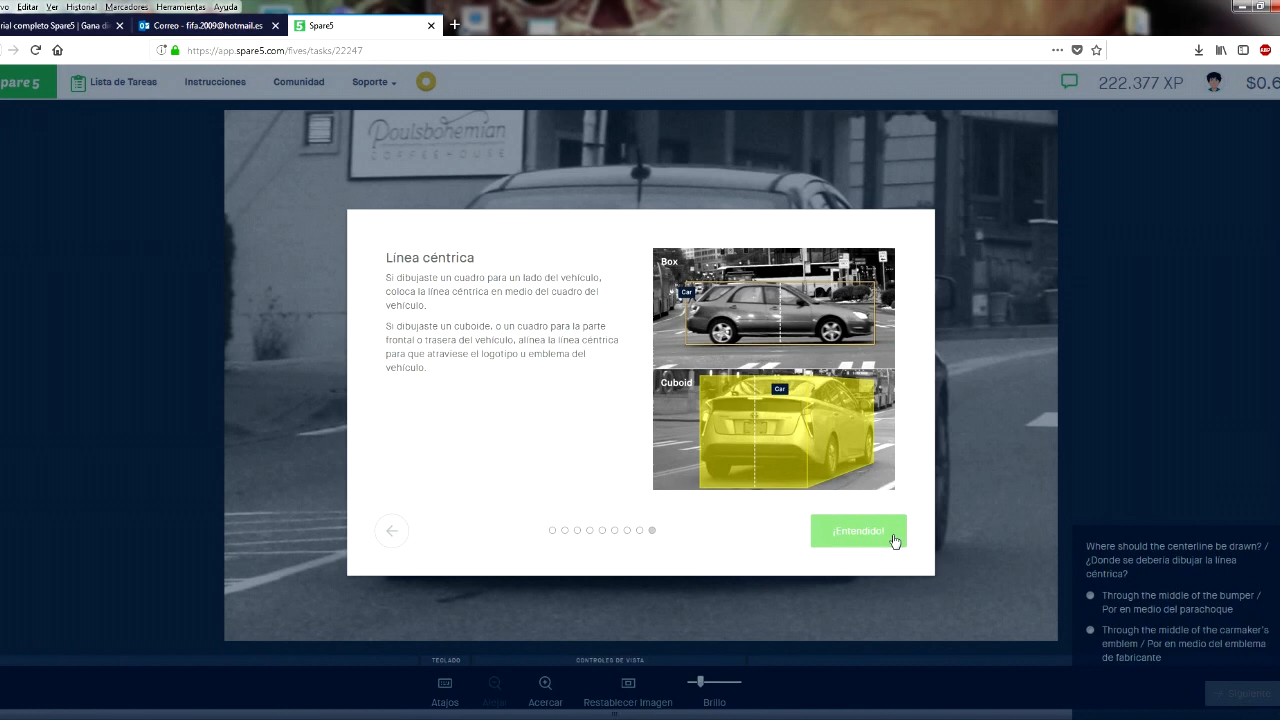 vo Editar Ver Historial Marcadores Herramientas Ayuda
rial completo Spare5 | Gana di
Correo - fifa.2009@hotmail.es
Spare5
https://app.spare5.com/fives/tasks/22247
pare 5
Lista de Tareas
Instrucciones
Comunidad
Soporte
222.377 XP
$0.6
Poulsbohemian
COFFEEHOUSE
Línea céntrica
Si dibujaste un cuadro para un lado del vehículo,
coloca la línea céntrica en medio del cuadro del
vehículo.
Si dibujaste un cuboide, o un cuadro para la parte
frontal o trasera del vehículo, alinea la línea céntrica
para que atraviese el logotipo u emblema del
vehículo.
Box
Car
Cuboid
Car
¡Entendido!
Where should the centerline be drawn? /
¿Donde se debería dibujar la línea
céntrica?
Through the middle of the bumper /
Por en medio del parachoque
Through the middle of the carmaker's
emblem / Por en medio del emblema
de fabricante
TECLADO
CONTROLES DE VISTA
Atajos
Alejar
Acercar
Restablecer Imagen
Brillo
Siguiente